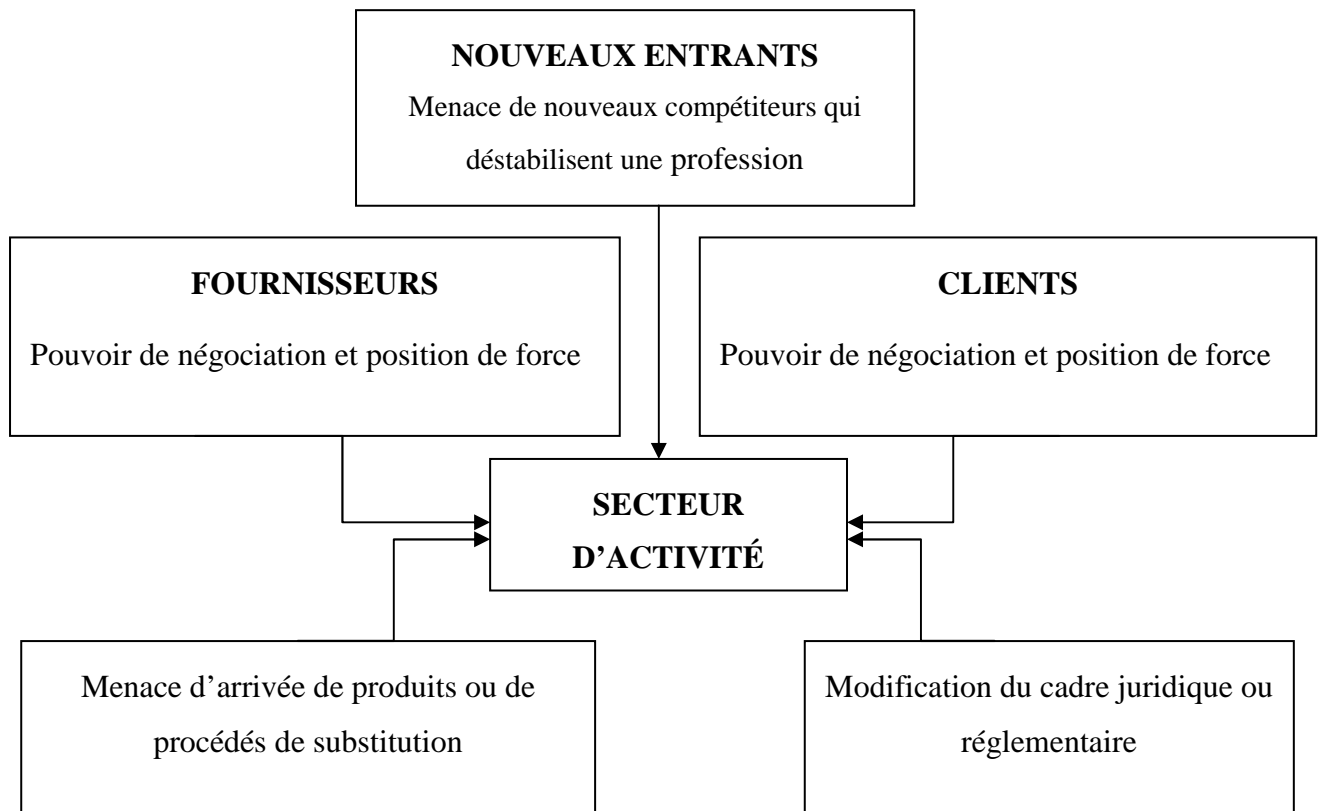 NOUVEAUX ENTRANTS
Menace de nouveaux compétiteurs qui
déstabilisent une profession
FOURNISSEURS
Pouvoir de négociation et position de force
CLIENTS
Pouvoir de négociation et position de force
SECTEUR
D’ACTIVITÉ
Menace d’arrivée de produits ou de
procédés de substitution
Modification du cadre juridique ou
réglementaire